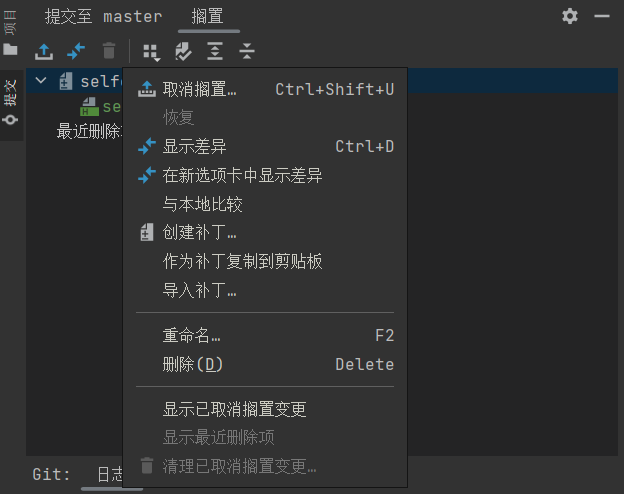 项目
提交至 master 搁置
提交
selfe
se
最近删除
取消搁置… Ctrl+Shift+U
恢复
显示差异 Ctrl+D
在新选项卡中显示差异
与本地比较
创建补丁…
作为补丁复制到剪贴板
导入补丁…
重命名… F2
删除(D) Delete
显示已取消搁置变更
显示最近删除项
清理已取消搁置变更…
Git: 日志